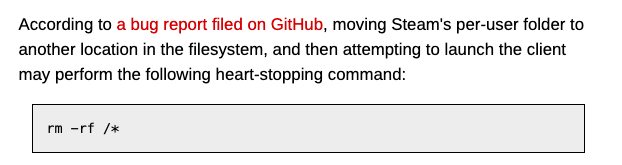 According to a bug report filed on GitHub, moving Steam's per-user folder to
another location in the filesystem, and then attempting to launch the client
may perform the following heart-stopping command:
rm -rf /*